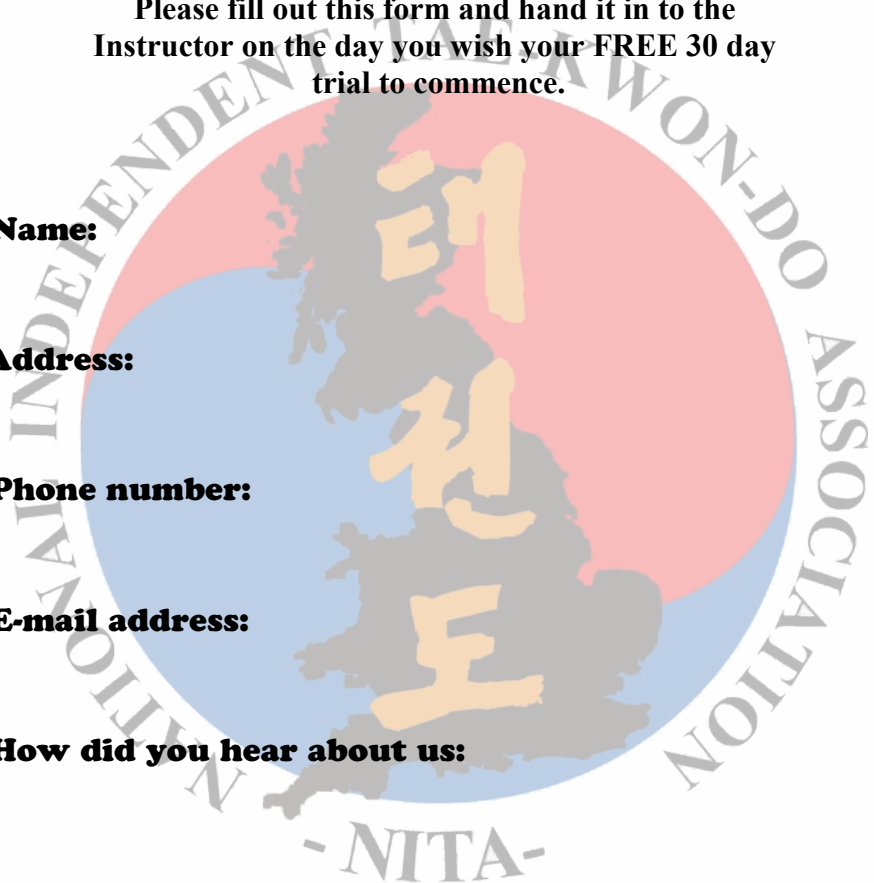 Please fill out this form and hand it in to the
Instructor on the day you wish your FREE 30 day
trial to commence.
NATIONAL INDEPENDENT TAE-KWON-DO ASSOCIATION
태
Name:
Address:
권
Phone number:
E-mail address:
도
How did you hear about us:
- NITA-